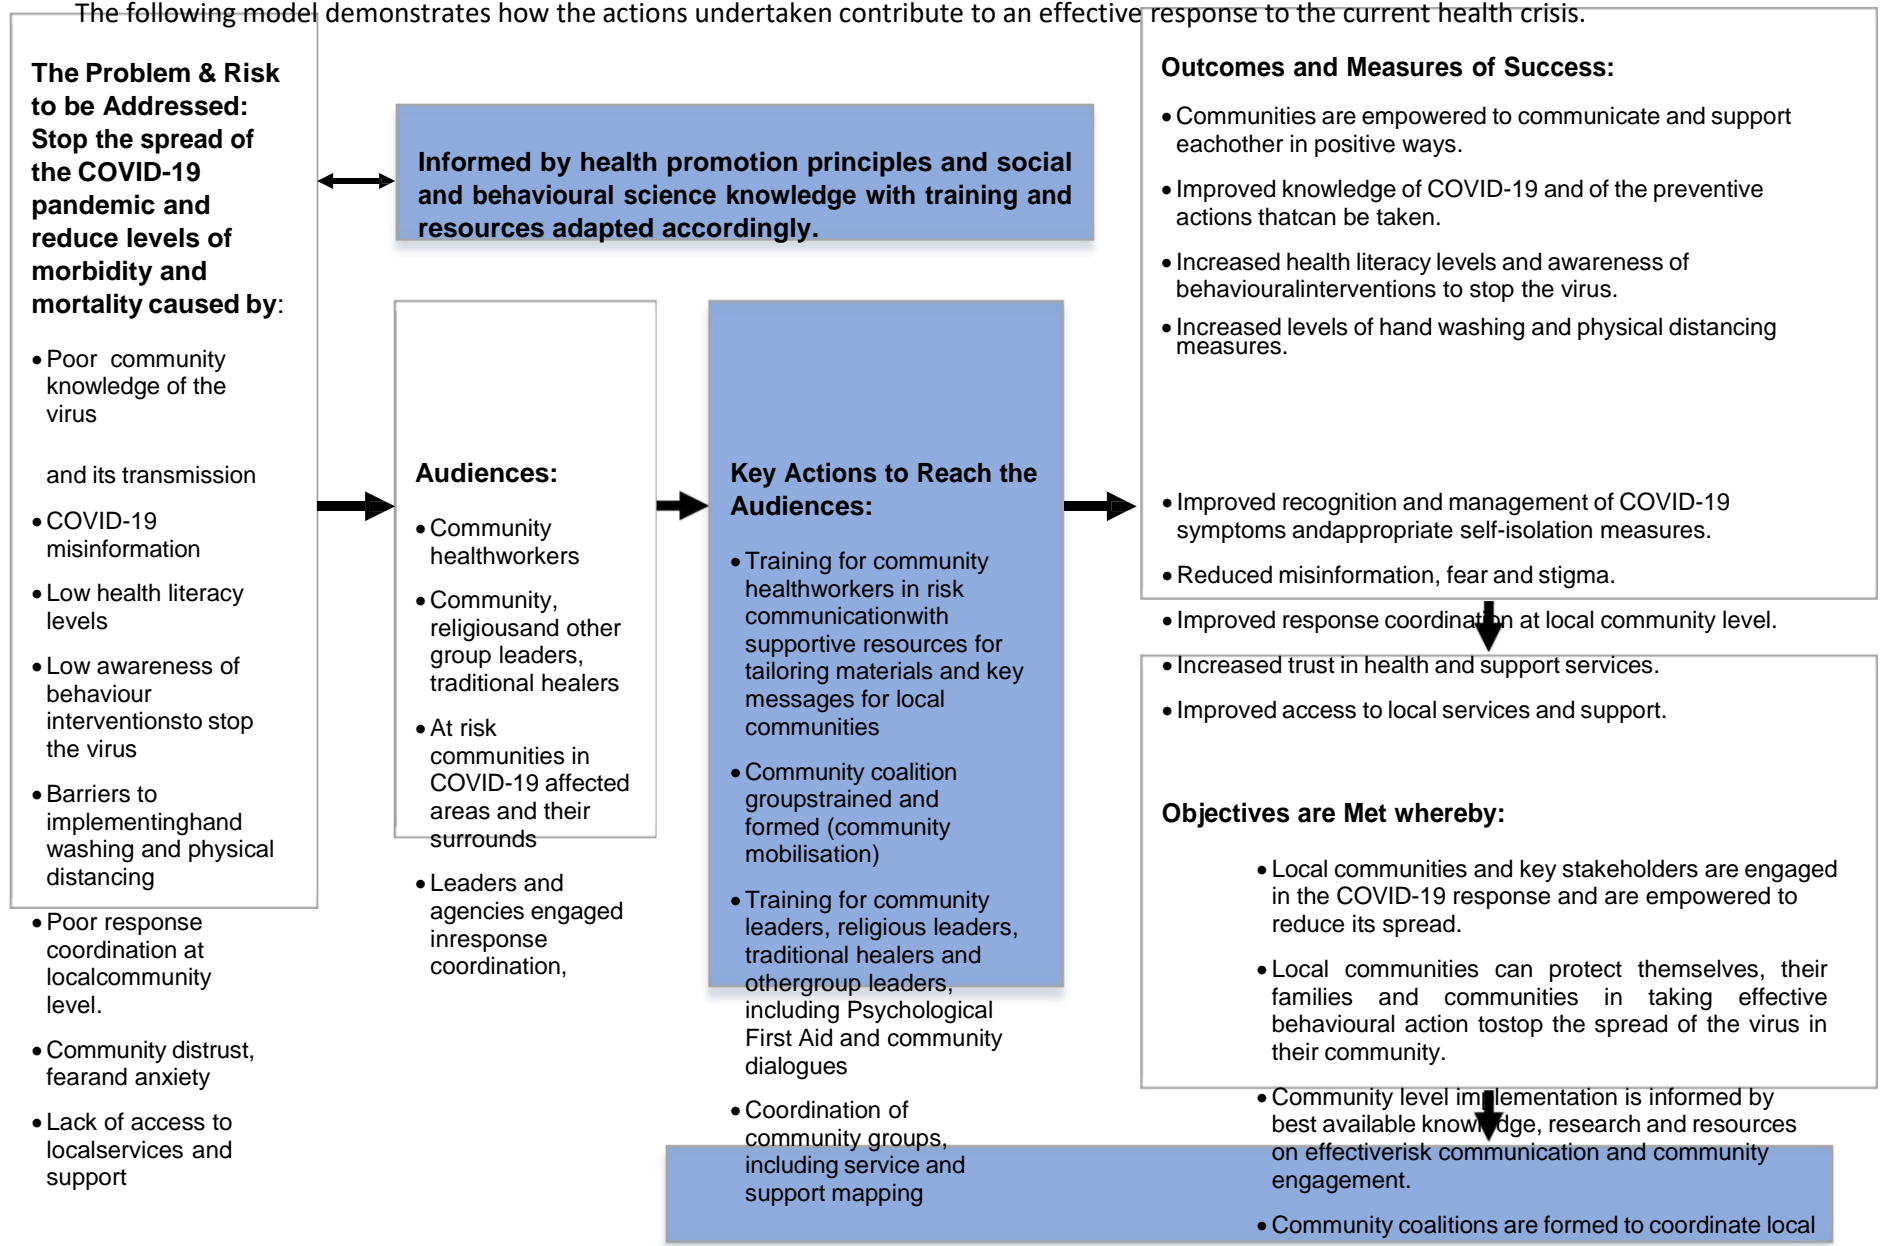 The following model demonstrates how the actions undertaken contribute to an effective response to the current health crisis.
The Problem & Risk
to be Addressed:
Stop the spread of
the COVID-19
pandemic and
reduce levels of
morbidity and
mortality caused by:
• Poor community
knowledge of the
virus
and its transmission
• COVID-19
misinformation
• Low health literacy
levels
• Low awareness of
behaviour
interventionsto stop
the virus
• Barriers to
implementinghand
washing and physical
distancing
• Poor response
coordination at
localcommunity
level.
• Community distrust,
fearand anxiety
• Lack of access to
localservices and
support
Informed by health promotion principles and social
and behavioural science knowledge with training and
resources adapted accordingly.
Audiences:
• Community
healthworkers
• Community,
religiousand other
group leaders,
traditional healers
• At risk
communities in
COVID-19 affected
areas and their
surrounds
• Leaders and
agencies engaged
inresponse
coordination,
Key Actions to Reach the
Audiences:
• Training for community
healthworkers in risk
communicationwith
supportive resources for
tailoring materials and key
messages for local
communities
• Community coalition
groupstrained and
formed (community
mobilisation)
• Training for community
leaders, religious leaders,
traditional healers and
othergroup leaders,
including Psychological
First Aid and community
dialogues
• Coordination of
community groups,
including service and
support mapping
Outcomes and Measures of Success:
• Communities are empowered to communicate and support
eachother in positive ways.
• Improved knowledge of COVID-19 and of the preventive
actions thatcan be taken.
• Increased health literacy levels and awareness of
behaviouralinterventions to stop the virus.
• Increased levels of hand washing and physical distancing
measures.
• Improved recognition and management of COVID-19
symptoms andappropriate self-isolation measures.
• Reduced misinformation, fear and stigma.
• Improved response coordination at local community level.
• Increased trust in health and support services.
• Improved access to local services and support.
Objectives are Met whereby:
• Local communities and key stakeholders are engaged
in the COVID-19 response and are empowered to
reduce its spread.
• Local communities can protect themselves, their
families and communities in taking effective
behavioural action tostop the spread of the virus in
their community.
• Community level implementation is informed by
best available knowledge, research and resources
on effectiverisk communication and community
engagement.
• Community coalitions are formed to coordinate local